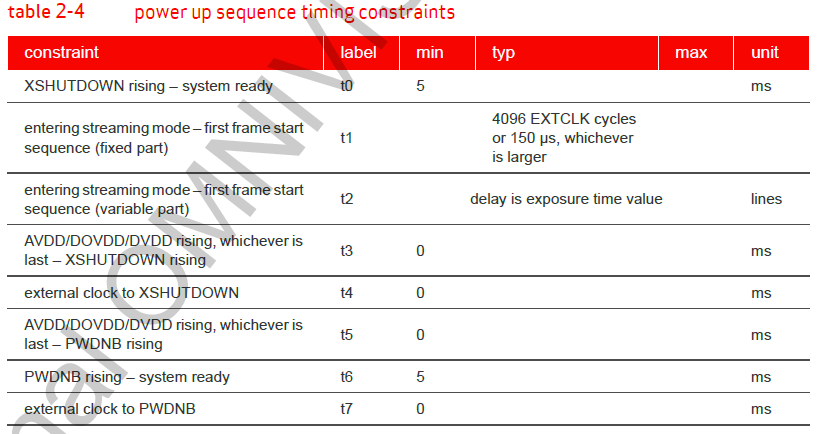 table 2-4 power up sequence timing constraints
constraint label min typ max unit
XSHUTDOWN rising – system ready t0 5 ms
entering streaming mode – first frame start
sequence (fixed part) t1 4096 EXTCLK cycles
or 150 µs, whichever
is larger
entering streaming mode – first frame start
sequence (variable part) t2 delay is exposure time value lines
AVDD/DOVDD/DVDD rising, whichever is
last – XSHUTDOWN rising t3 0 ms
external clock to XSHUTDOWN t4 0 ms
AVDD/DOVDD/DVDD rising, whichever is
last – PWDNB rising t5 0 ms
PWDNB rising – system ready t6 5 ms
external clock to PWDNB t7 0 ms